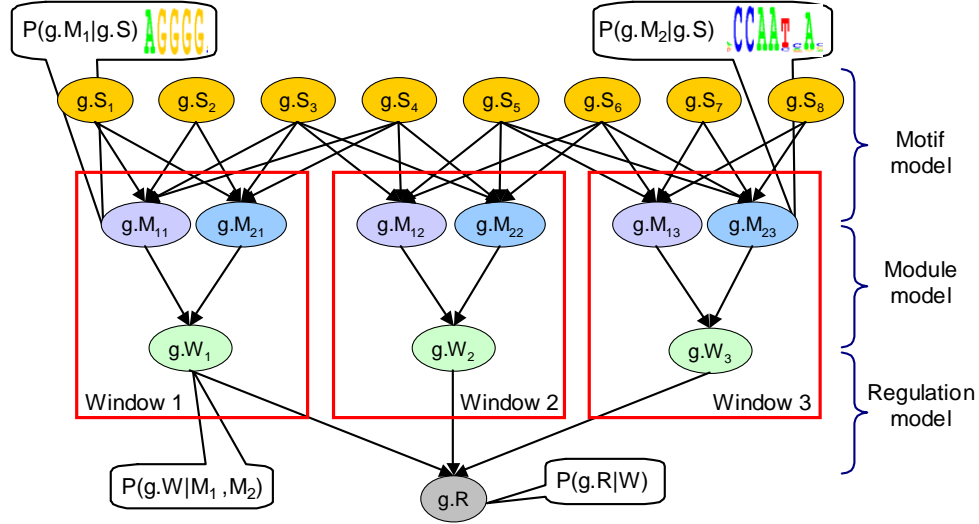 P(g.M₁|g.S) AGGGG
P(g.M₂|g.S) CCAAT A
g.S₁ g.S₂ g.S₃ g.S₄ g.S₅ g.S₆ g.S₇ g.S₈
Motif
model
g.M₁₁ g.M₂₁ g.M₁₂ g.M₂₂ g.M₁₃ g.M₂₃
Module
model
g.W₁ g.W₂ g.W₃
Window 1 Window 2 Window 3
Regulation
model
P(g.W|M₁,M₂)
g.R
P(g.R|W)